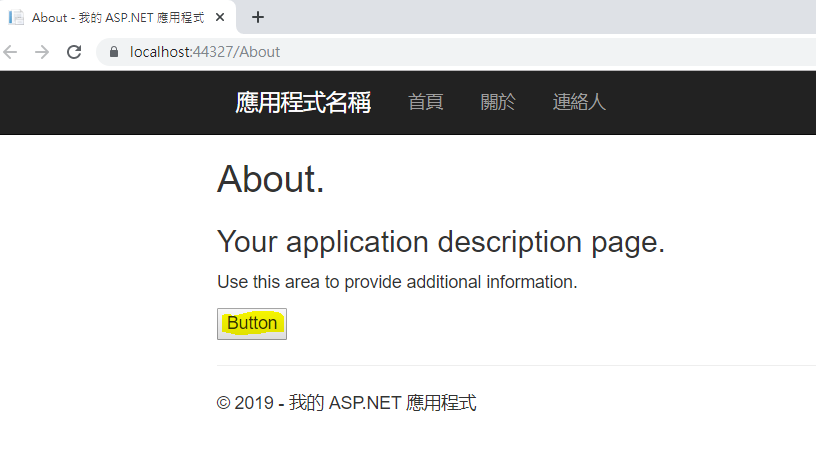 About - 我的 ASP.NET 應用程式
localhost:44327/About
應用程式名稱 首頁 關於 連絡人
About.
Your application description page.
Use this area to provide additional information.
Button
© 2019 - 我的 ASP.NET 應用程式